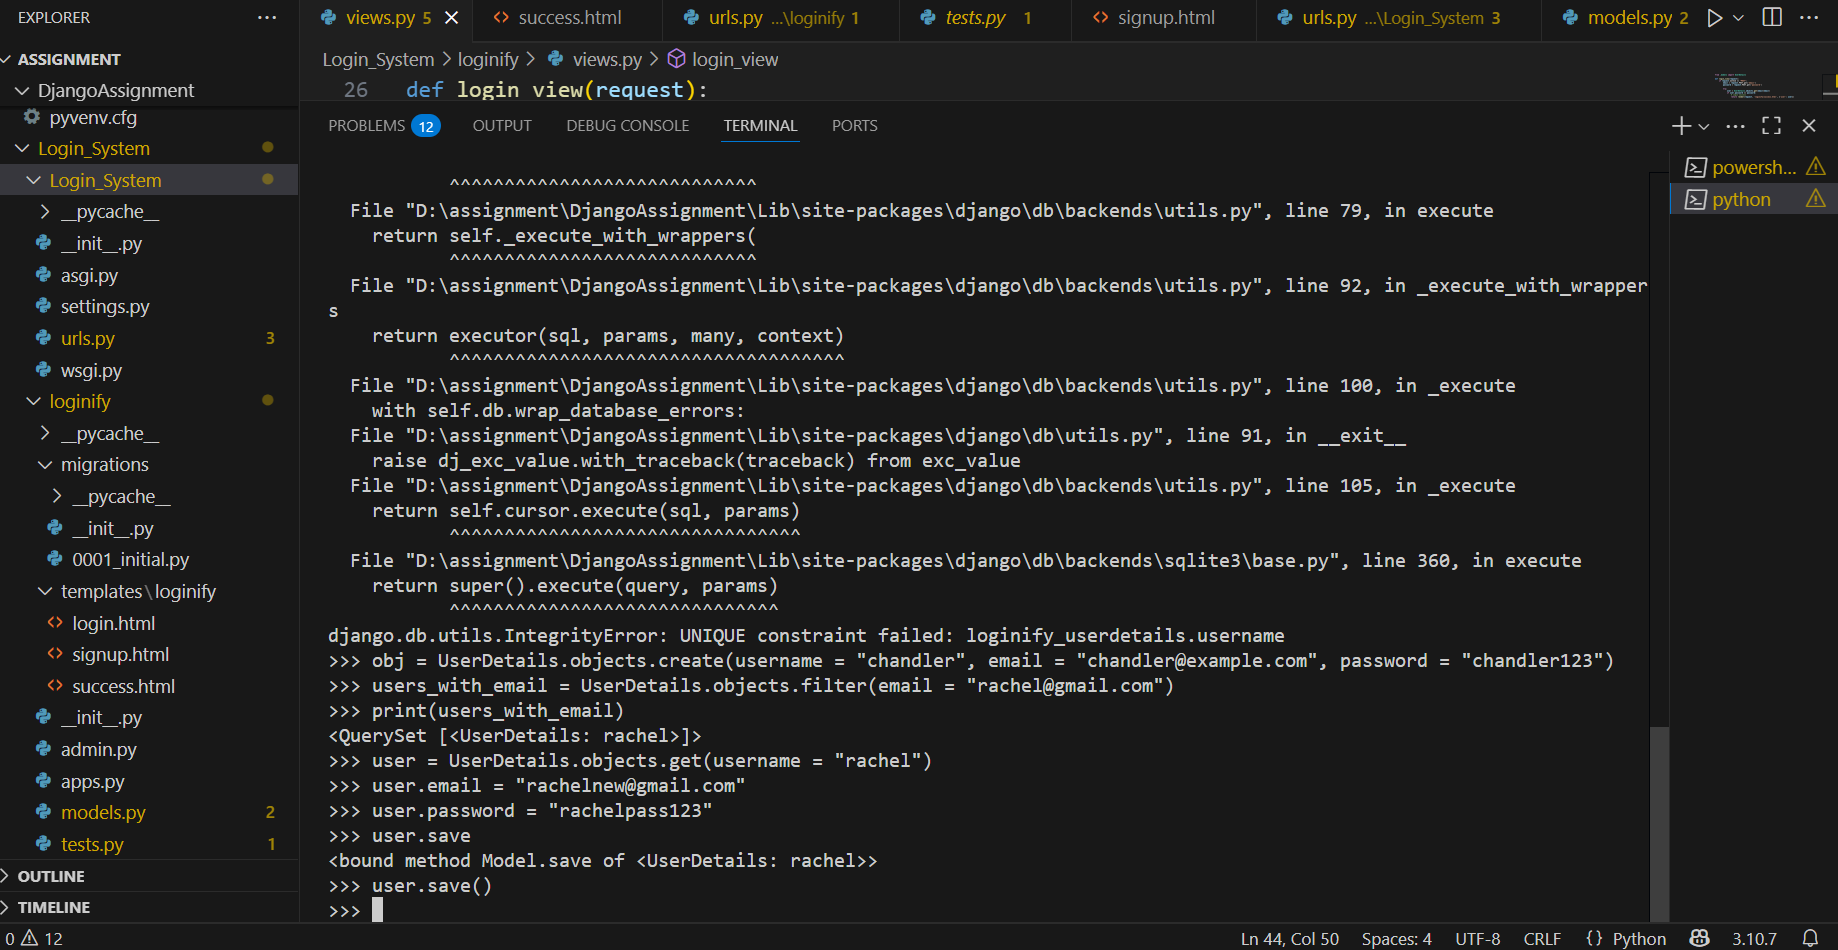 EXPLORER
ASSIGNMENT
DjangoAssignment
pyvenv.cfg
Login_System
Login_System
__pycache__
__init__.py
asgi.py
settings.py
urls.py 3
wsgi.py
loginify
__pycache__
migrations
__pycache__
__init__.py
0001_initial.py
templates\loginify
login.html
signup.html
success.html
__init__.py
admin.py
apps.py
models.py 2
tests.py 1
OUTLINE
TIMELINE
views.py 5
success.html
urls.py ...\loginify 1
tests.py 1
signup.html
urls.py ...\Login_System 3
models.py 2
Login_System > loginify > views.py > login_view
26 def login_view(request):
PROBLEMS 12 OUTPUT DEBUG CONSOLE TERMINAL PORTS
powersh...
python
^^^^^^^^^^^^^^^^^^^^^^^^^^^^
File "D:\assignment\DjangoAssignment\Lib\site-packages\django\db\backends\utils.py", line 79, in execute
return self._execute_with_wrappers(
^^^^^^^^^^^^^^^^^^^^^^^^^^^^
File "D:\assignment\DjangoAssignment\Lib\site-packages\django\db\backends\utils.py", line 92, in _execute_with_wrapper
s
return executor(sql, params, many, context)
^^^^^^^^^^^^^^^^^^^^^^^^^^^^^^^^^^^^
File "D:\assignment\DjangoAssignment\Lib\site-packages\django\db\backends\utils.py", line 100, in _execute
with self.db.wrap_database_errors:
File "D:\assignment\DjangoAssignment\Lib\site-packages\django\db\utils.py", line 91, in __exit__
raise dj_exc_value.with_traceback(traceback) from exc_value
File "D:\assignment\DjangoAssignment\Lib\site-packages\django\db\backends\utils.py", line 105, in _execute
return self.cursor.execute(sql, params)
^^^^^^^^^^^^^^^^^^^^^^^^^^^^^^^^
File "D:\assignment\DjangoAssignment\Lib\site-packages\django\db\backends\sqlite3\base.py", line 360, in execute
return super().execute(query, params)
^^^^^^^^^^^^^^^^^^^^^^^^^^^^^^
django.db.utils.IntegrityError: UNIQUE constraint failed: loginify_userdetails.username
>>> obj = UserDetails.objects.create(username = "chandler", email = "chandler@example.com", password = "chandler123")
>>> users_with_email = UserDetails.objects.filter(email = "rachel@gmail.com")
>>> print(users_with_email)
<QuerySet [<UserDetails: rachel>]>
>>> user = UserDetails.objects.get(username = "rachel")
>>> user.email = "rachelnew@gmail.com"
>>> user.password = "rachelpass123"
>>> user.save
<bound method Model.save of <UserDetails: rachel>>
>>> user.save()
>>>
0 12 Ln 44, Col 50 Spaces: 4 UTF-8 CRLF {} Python 3.10.7